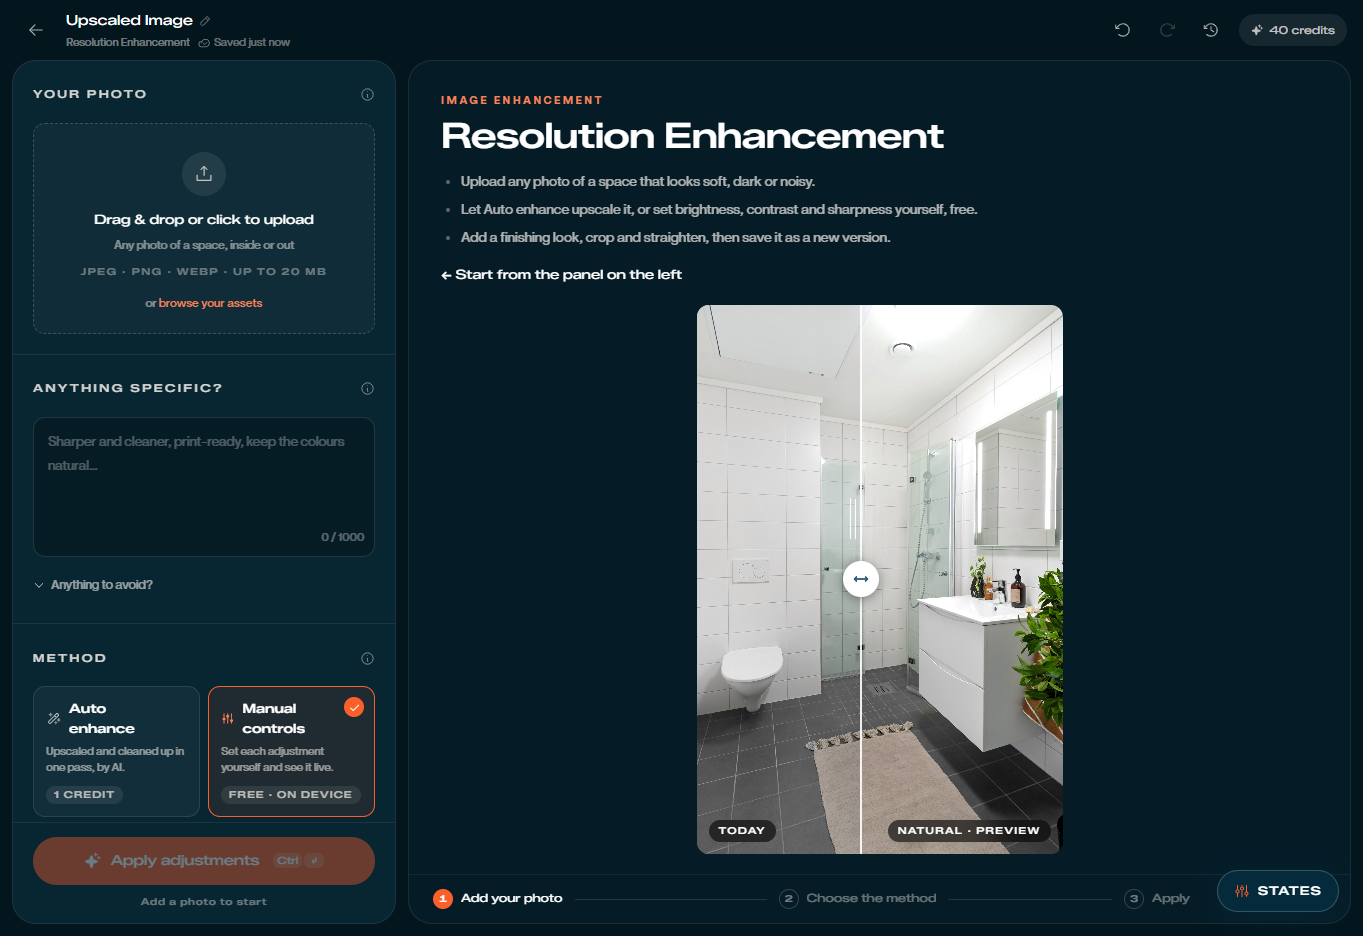 Upscaled Image
Resolution Enhancement Saved just now
40 credits
YOUR PHOTO
Drag & drop or click to upload
Any photo of a space, inside or out
JPEG · PNG · WEBP · UP TO 20 MB
or browse your assets
ANYTHING SPECIFIC?
Sharper and cleaner, print-ready, keep the colours
natural...
0 / 1000
Anything to avoid?
METHOD
Auto
enhance
Upscaled and cleaned up in
one pass, by AI.
1 CREDIT
Manual
controls
Set each adjustment
yourself and see it live.
FREE · ON DEVICE
Apply adjustments Ctrl ↵
Add a photo to start
IMAGE ENHANCEMENT
Resolution Enhancement
• Upload any photo of a space that looks soft, dark or noisy.
• Let Auto enhance upscale it, or set brightness, contrast and sharpness yourself, free.
• Add a finishing look, crop and straighten, then save it as a new version.
← Start from the panel on the left
TODAY
NATURAL · PREVIEW
1 Add your photo
2 Choose the method
3 Apply
STATES